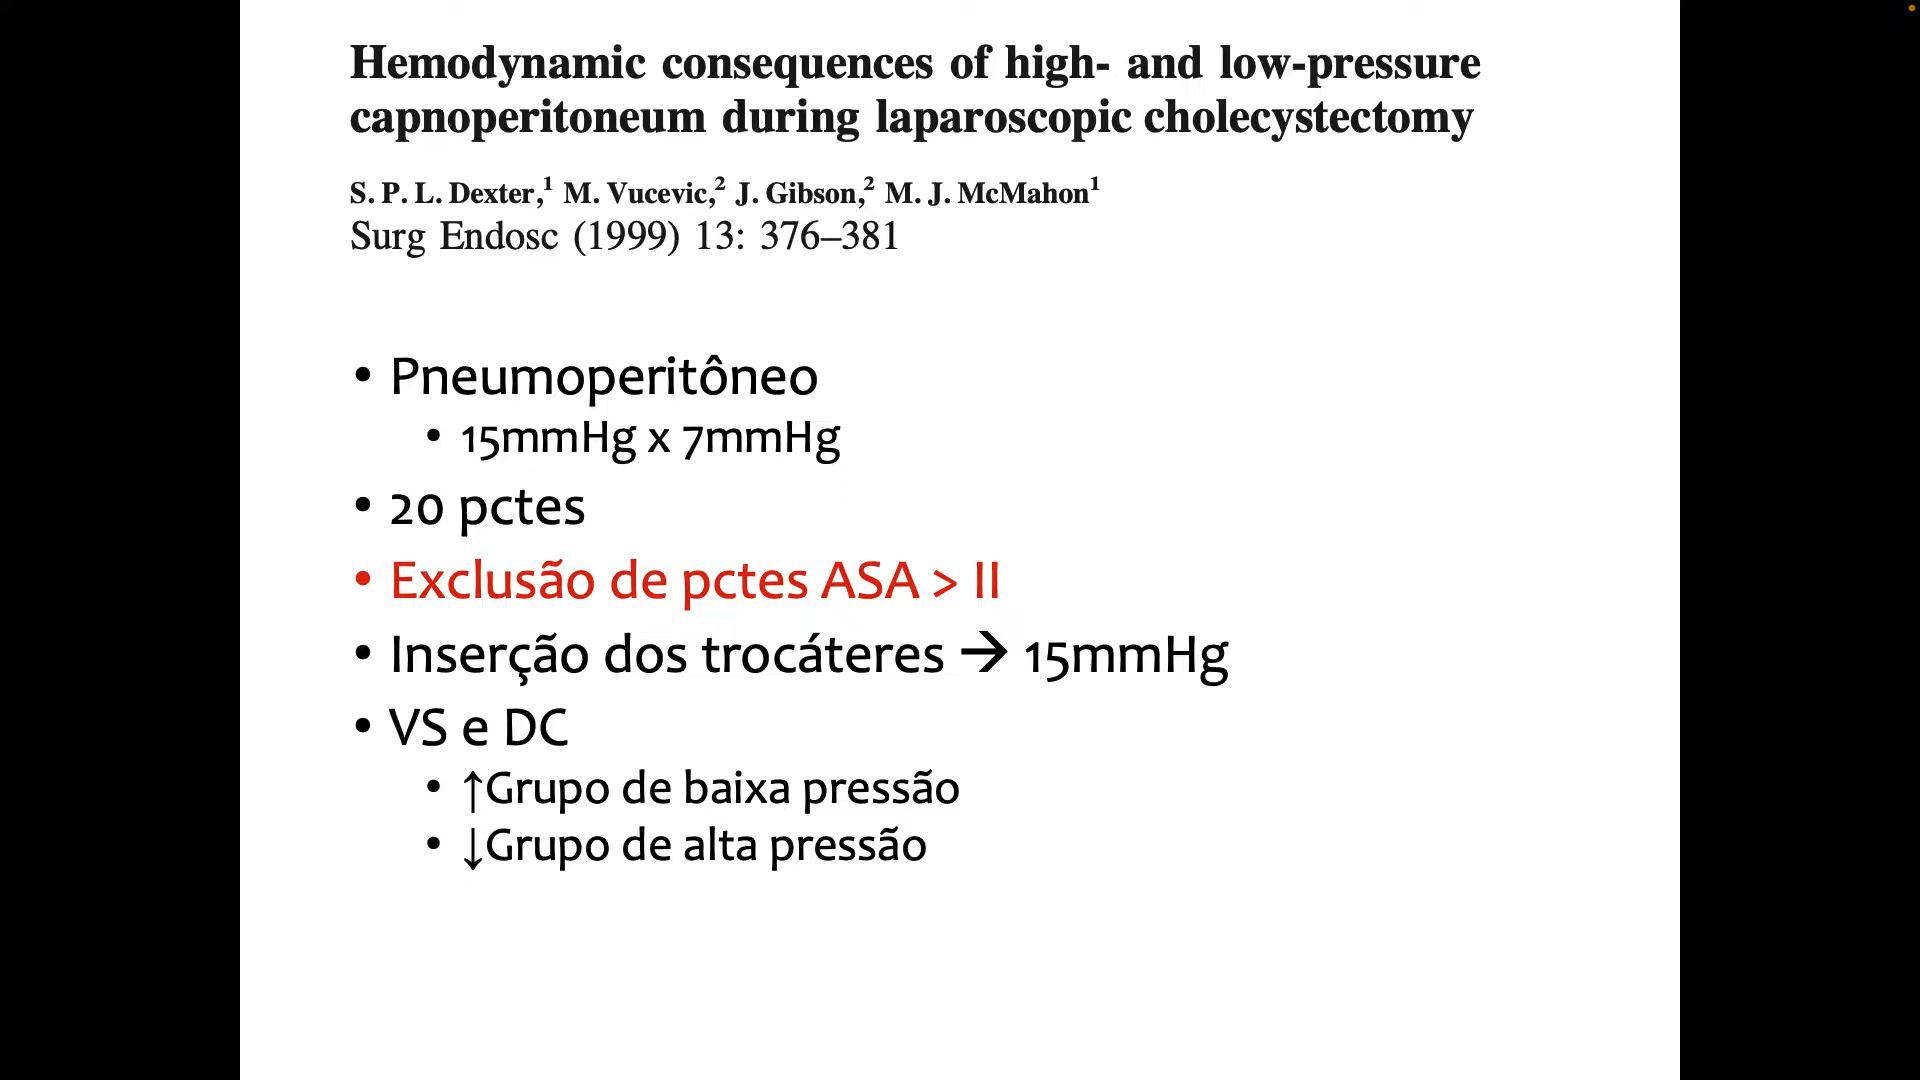 Hemodynamic consequences of high- and low-pressure
capnoperitoneum during laparoscopic cholecystectomy
S. P. L. Dexter,¹ M. Vucevic,² J. Gibson,² M. J. McMahon¹
Surg Endosc (1999) 13: 376–381
• Pneumoperitôneo
• 15mmHg x 7mmHg
• 20 pctes
• Exclusão de pctes ASA > II
• Inserção dos trocáteres → 15mmHg
• VS e DC
• ↑Grupo de baixa pressão
• ↓Grupo de alta pressão